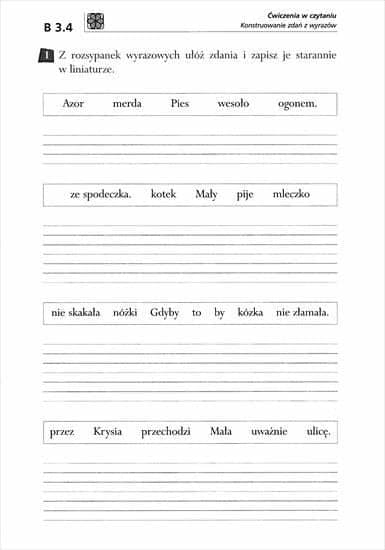 B 3.4
Ćwiczenia w czytaniu
Konstruowanie zdań z wyrazów
1 Z rozsypanek wyrazowych ułóż zdania i zapisz je starannie
w liniaturze.
Azor merda Pies wesoło ogonem.
ze spodeczka. kotek Mały pije mleczko
nie skakała nóżki Gdyby to by kózka nie złamała.
przez Krysia przechodzi Mała uważnie ulicę.